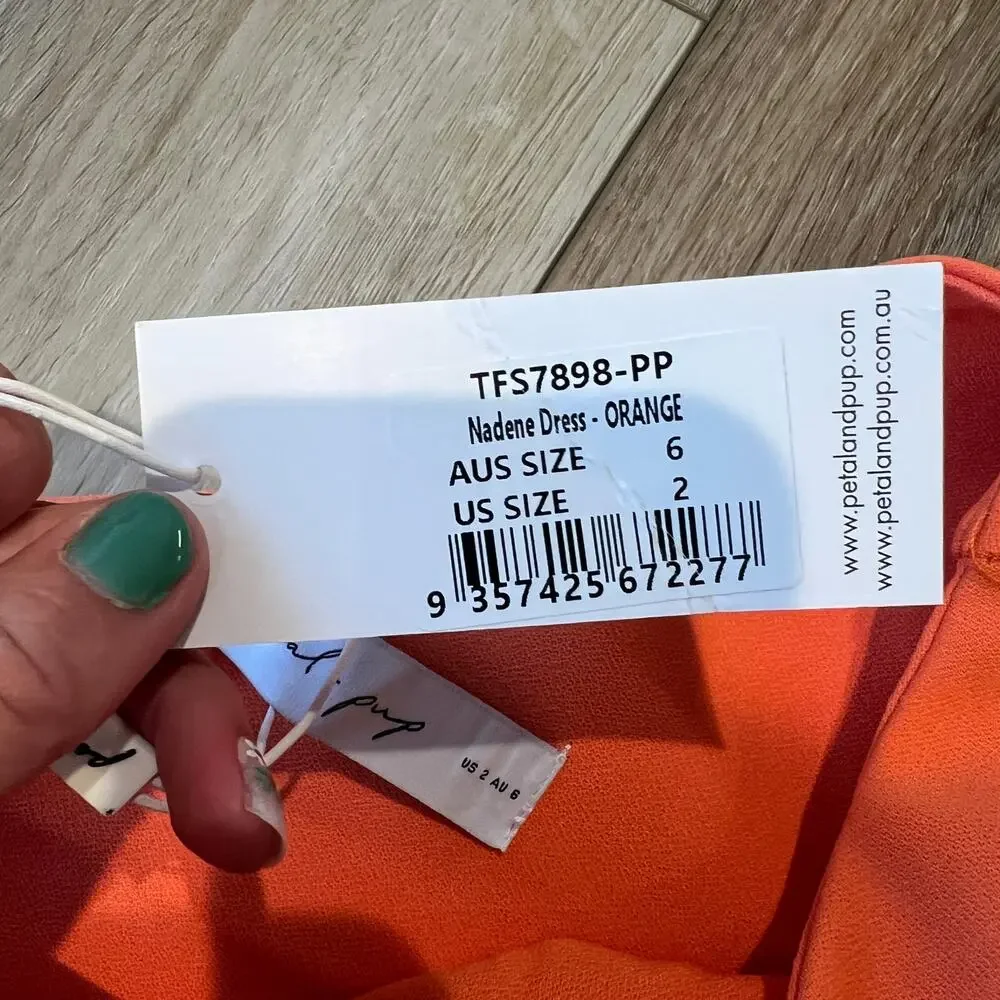 TFS7898-PP
Nadene Dress - ORANGE
AUS SIZE 6
US SIZE 2
9 357425 672277
www.petalandpup.com
www.petalandpup.com.au
pup
US 2 AU 6